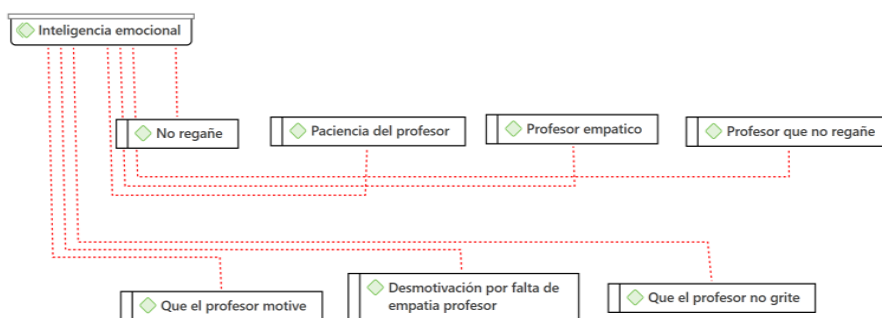 Inteligencia emocional
No regañe
Paciencia del profesor
Profesor empatico
Profesor que no regañe
Que el profesor motive
Desmotivación por falta de
empatia profesor
Que el profesor no grite